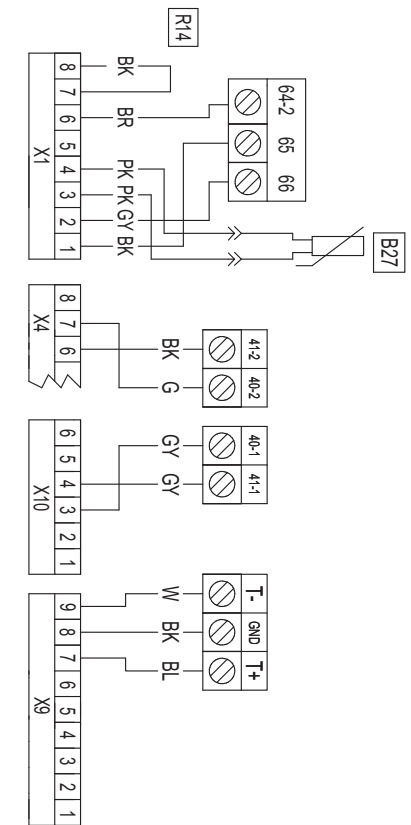 B27
64-2 65 66
41-2 40-2 40-1 41-1 T- GND T+
R14
BK G GY GY W BK BL
BK BR PK PK GY BK
8 7 6 5 4 3 2 1
8 7 6
6 5 4 3 2 1
9 8 7 6 5 4 3 2 1
X1 X4 X10 X9